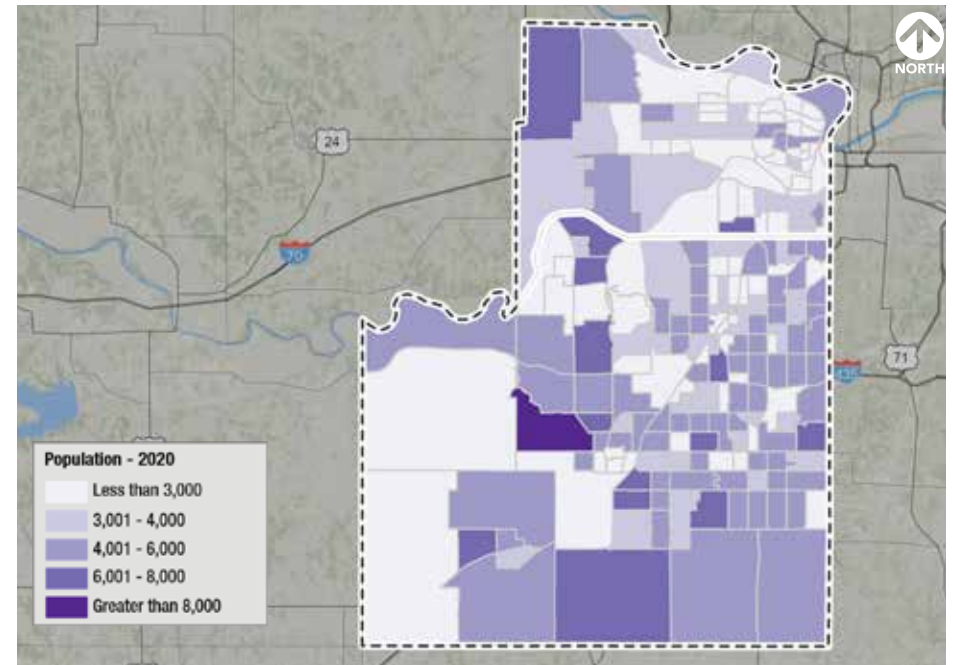 NORTH
24
70
71
435
Population - 2020
Less than 3,000
3,001 - 4,000
4,001 - 6,000
6,001 - 8,000
Greater than 8,000